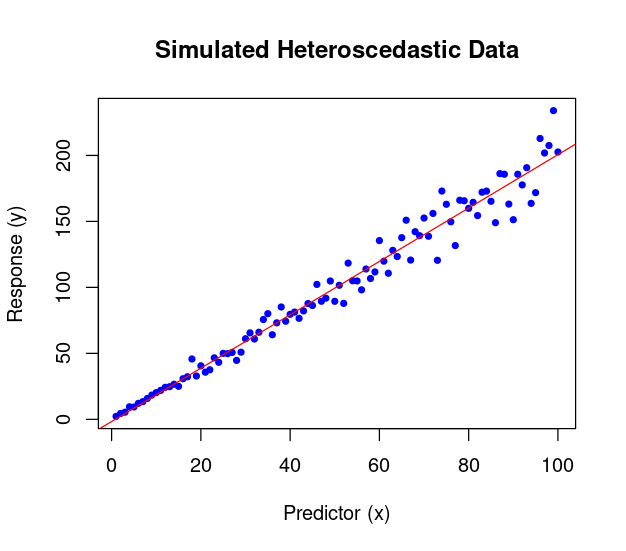 Simulated Heteroscedastic Data
Response (y)
200
150
100
50
0
0 20 40 60 80 100
Predictor (x)